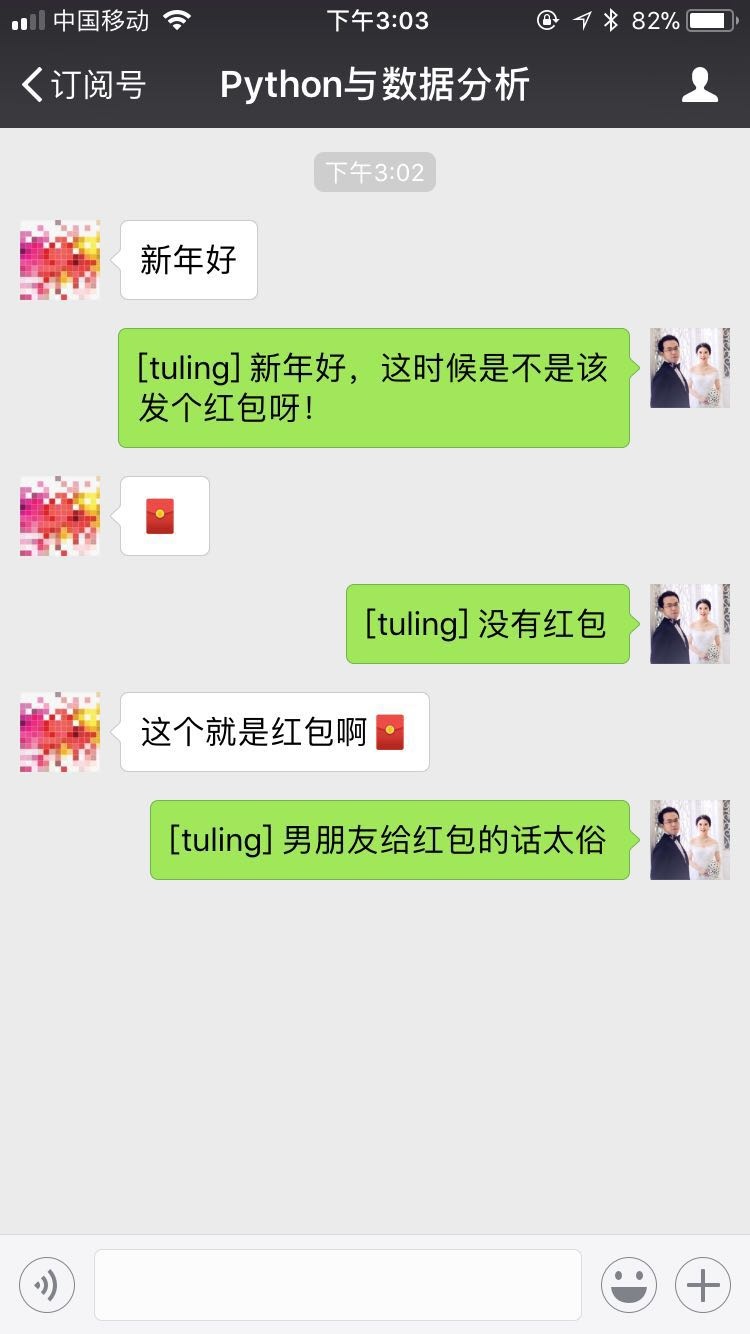 中国移动 下午3:03 82%
订阅号 Python与数据分析
下午3:02
新年好
[tuling] 新年好，这时候是不是该
发个红包呀！
[tuling] 没有红包
这个就是红包啊
[tuling] 男朋友给红包的话太俗